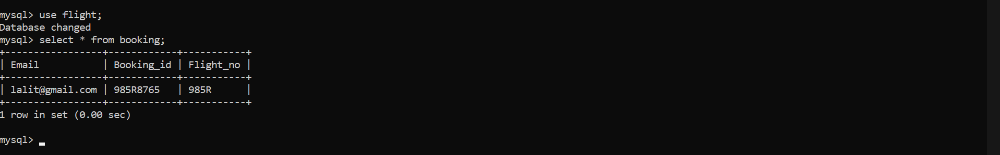 mysql> use flight;
Database changed
mysql> select * from booking;
+-----------------+------------+-----------+
| Email           | Booking_id | Flight_no |
+-----------------+------------+-----------+
| lalit@gmail.com | 985R8765   | 985R      |
+-----------------+------------+-----------+
1 row in set (0.00 sec)
mysql>